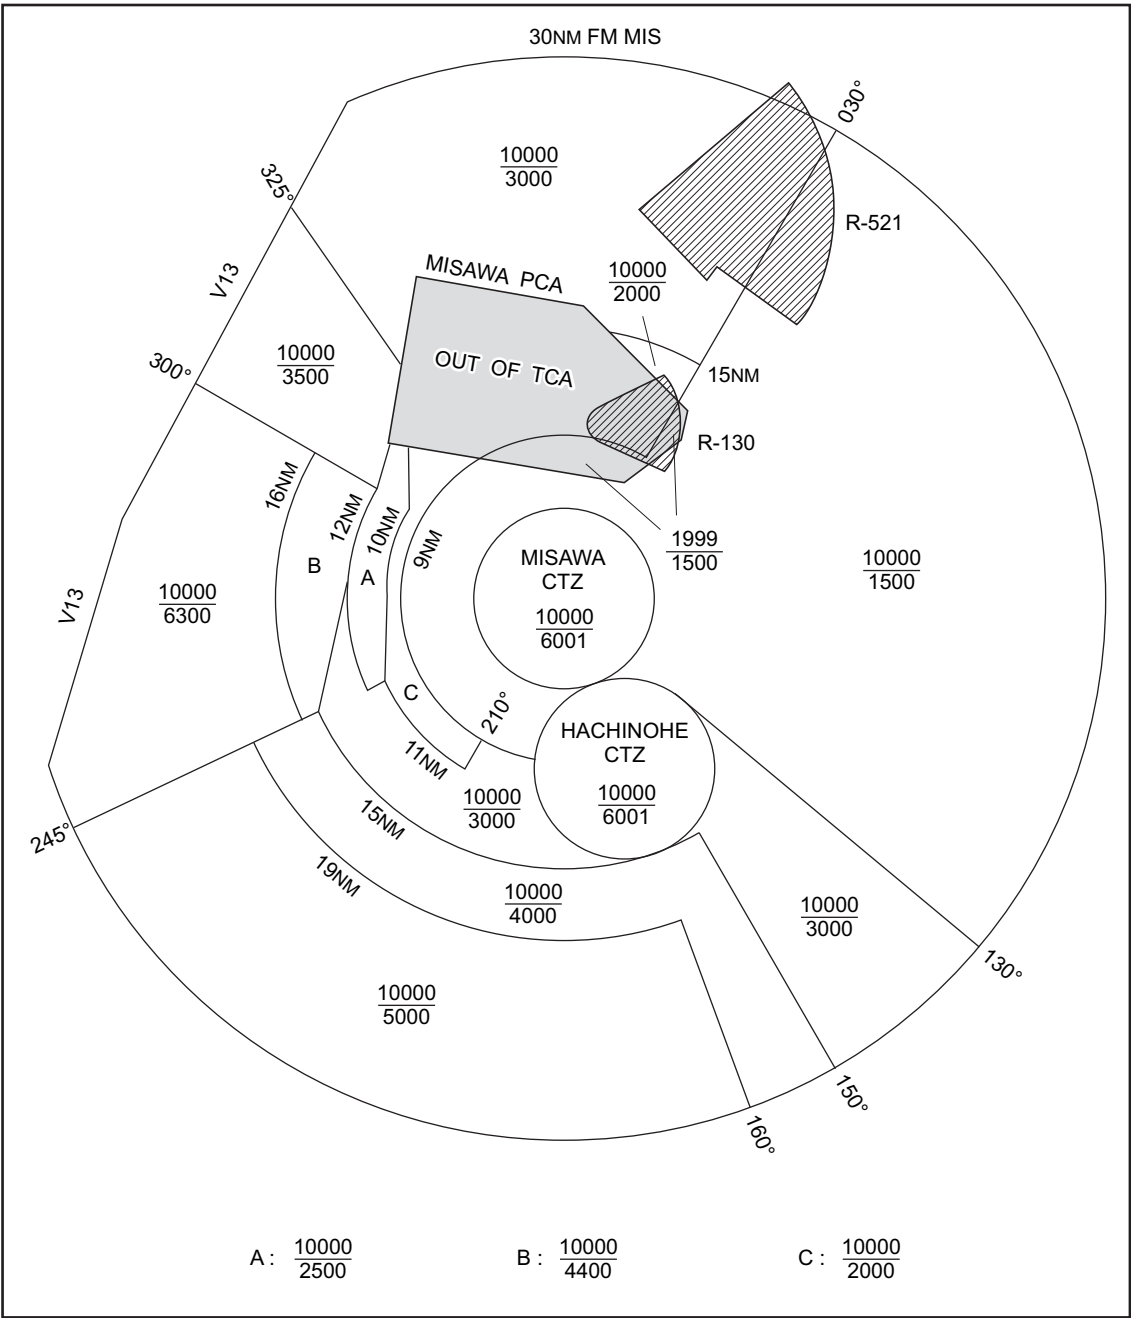 30NM FM MIS
030°
10000
3000
325°
R-521
MISAWA PCA
10000
2000
V13
OUT OF TCA
10000
3500
300°
15NM
R-130
16NM
12NM
10NM
9NM
1999
1500
MISAWA
CTZ
10000
6001
10000
1500
B
A
10000
6300
V13
C
210°
HACHINOHE
CTZ
10000
6001
11NM
10000
3000
15NM
245°
19NM
10000
4000
10000
3000
130°
10000
5000
150°
160°
A : 10000
2500
B : 10000
4400
C : 10000
2000